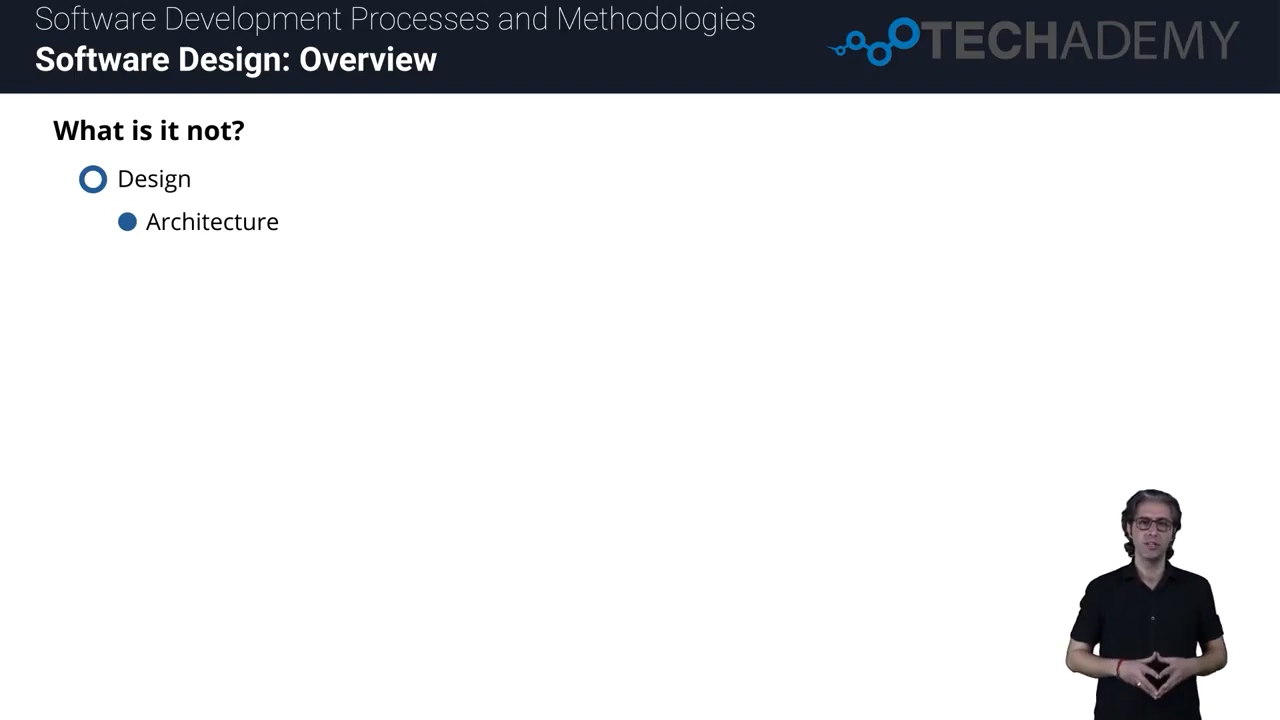 Software Development Processes and Methodologies
Software Design: Overview
TECHADEMY
What is it not?
Design
Architecture